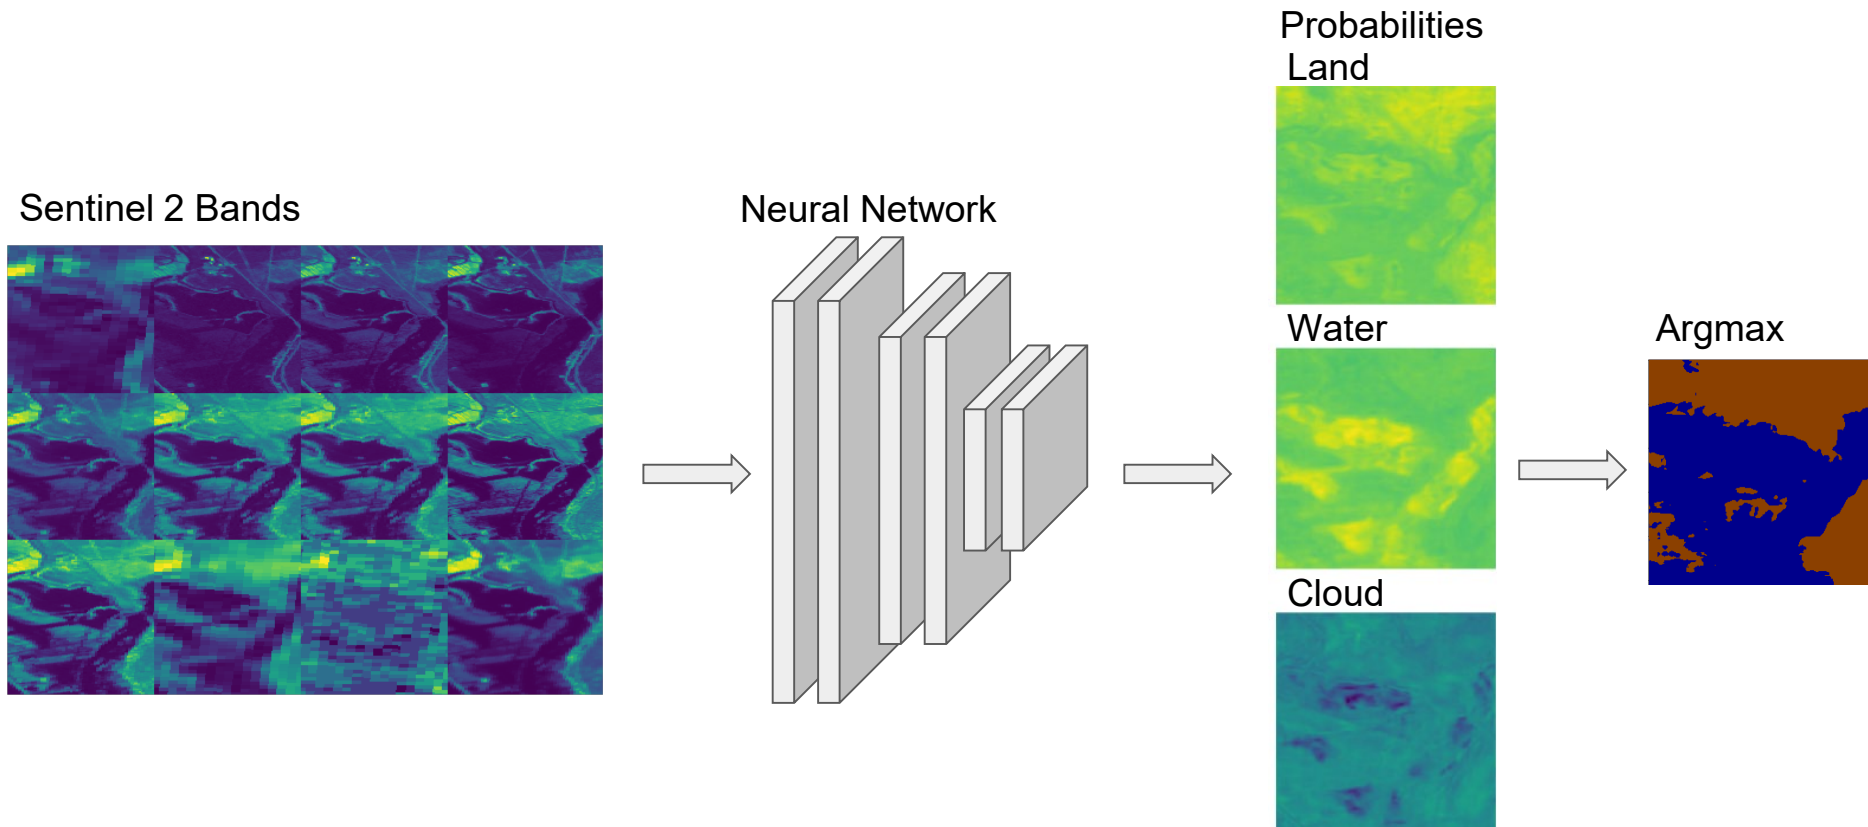 Sentinel 2 Bands
Neural Network
Probabilities
Land
Water
Cloud
Argmax